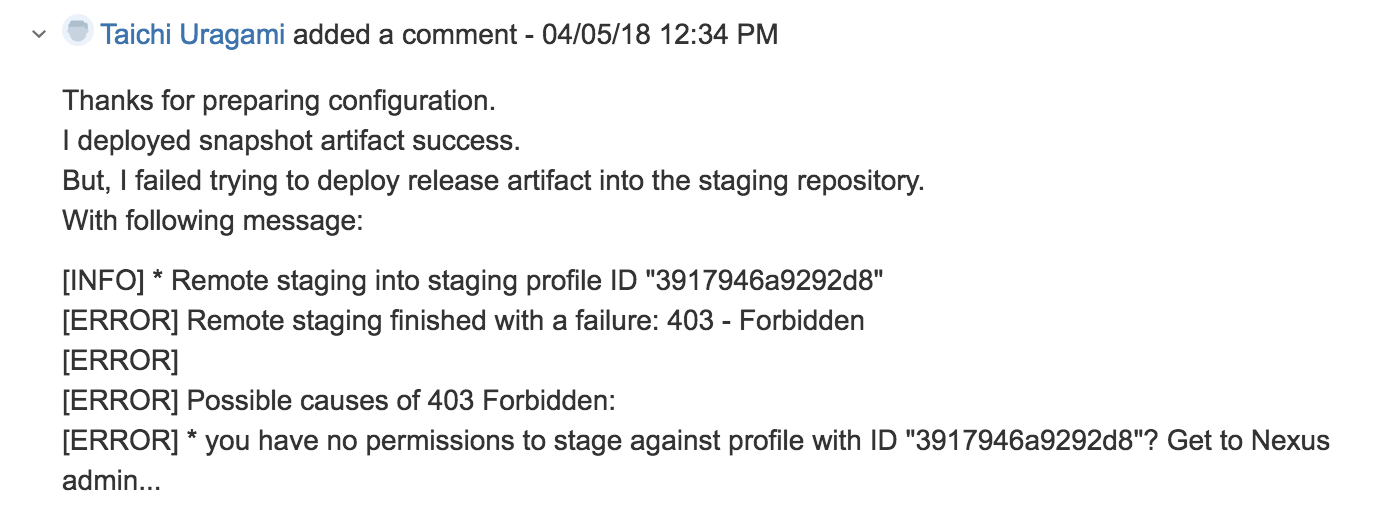 Taichi Uragami added a comment - 04/05/18 12:34 PM
Thanks for preparing configuration.
I deployed snapshot artifact success.
But, I failed trying to deploy release artifact into the staging repository.
With following message:
[INFO] * Remote staging into staging profile ID "3917946a9292d8"
[ERROR] Remote staging finished with a failure: 403 - Forbidden
[ERROR]
[ERROR] Possible causes of 403 Forbidden:
[ERROR] * you have no permissions to stage against profile with ID "3917946a9292d8"? Get to Nexus
admin...